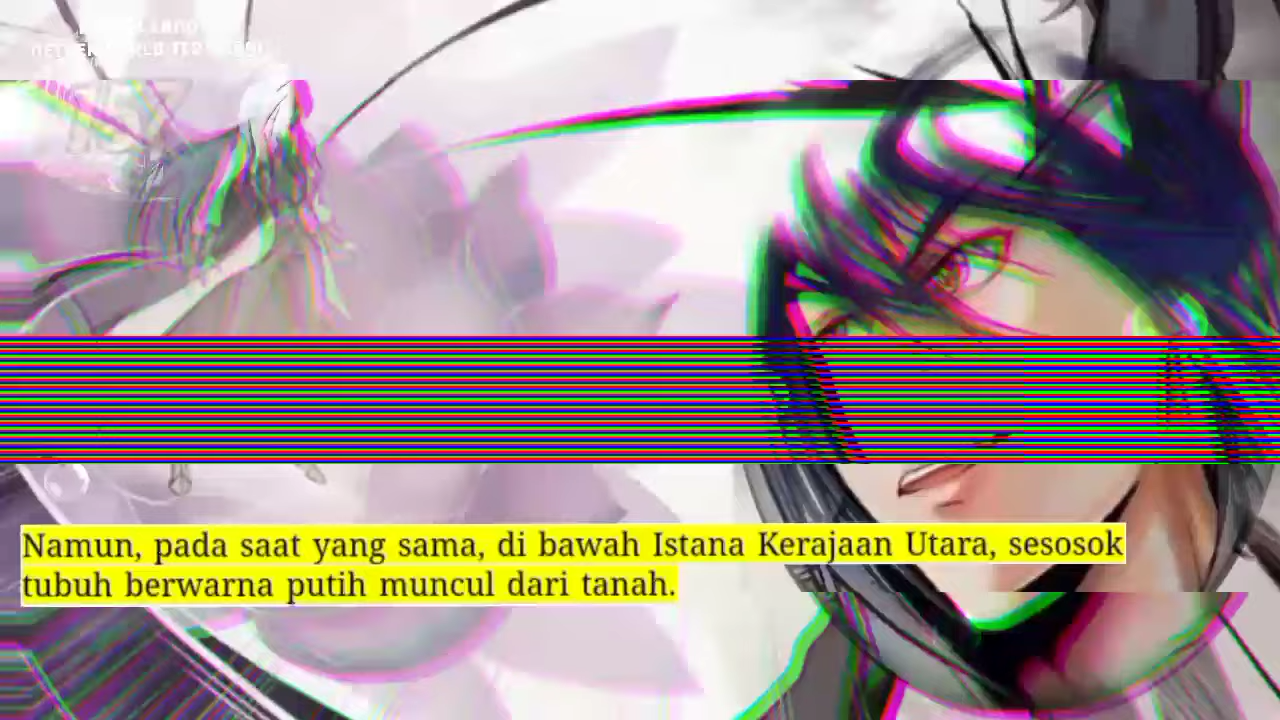 Namun, pada saat yang sama, di bawah Istana Kerajaan Utara, sesosok
tubuh berwarna putih muncul dari tanah.